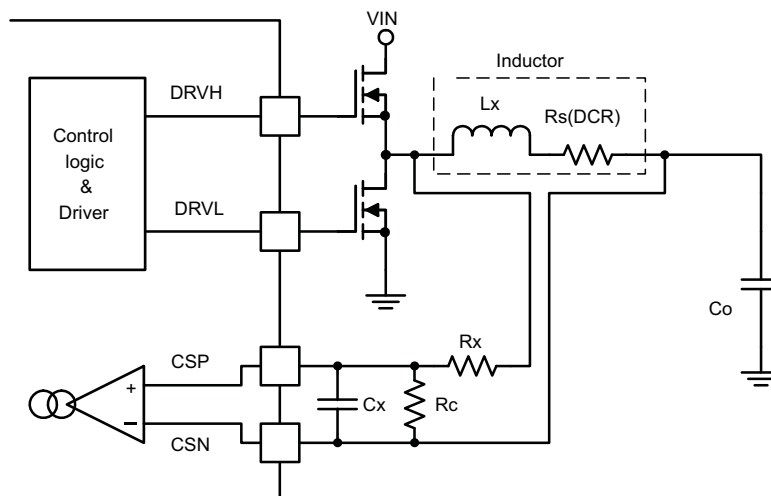 VIN
Inductor
DRVH
Lx
Rs(DCR)
Control
logic
&
Driver
DRVL
Co
Rx
CSP
+
Cx
Rc
−
CSN